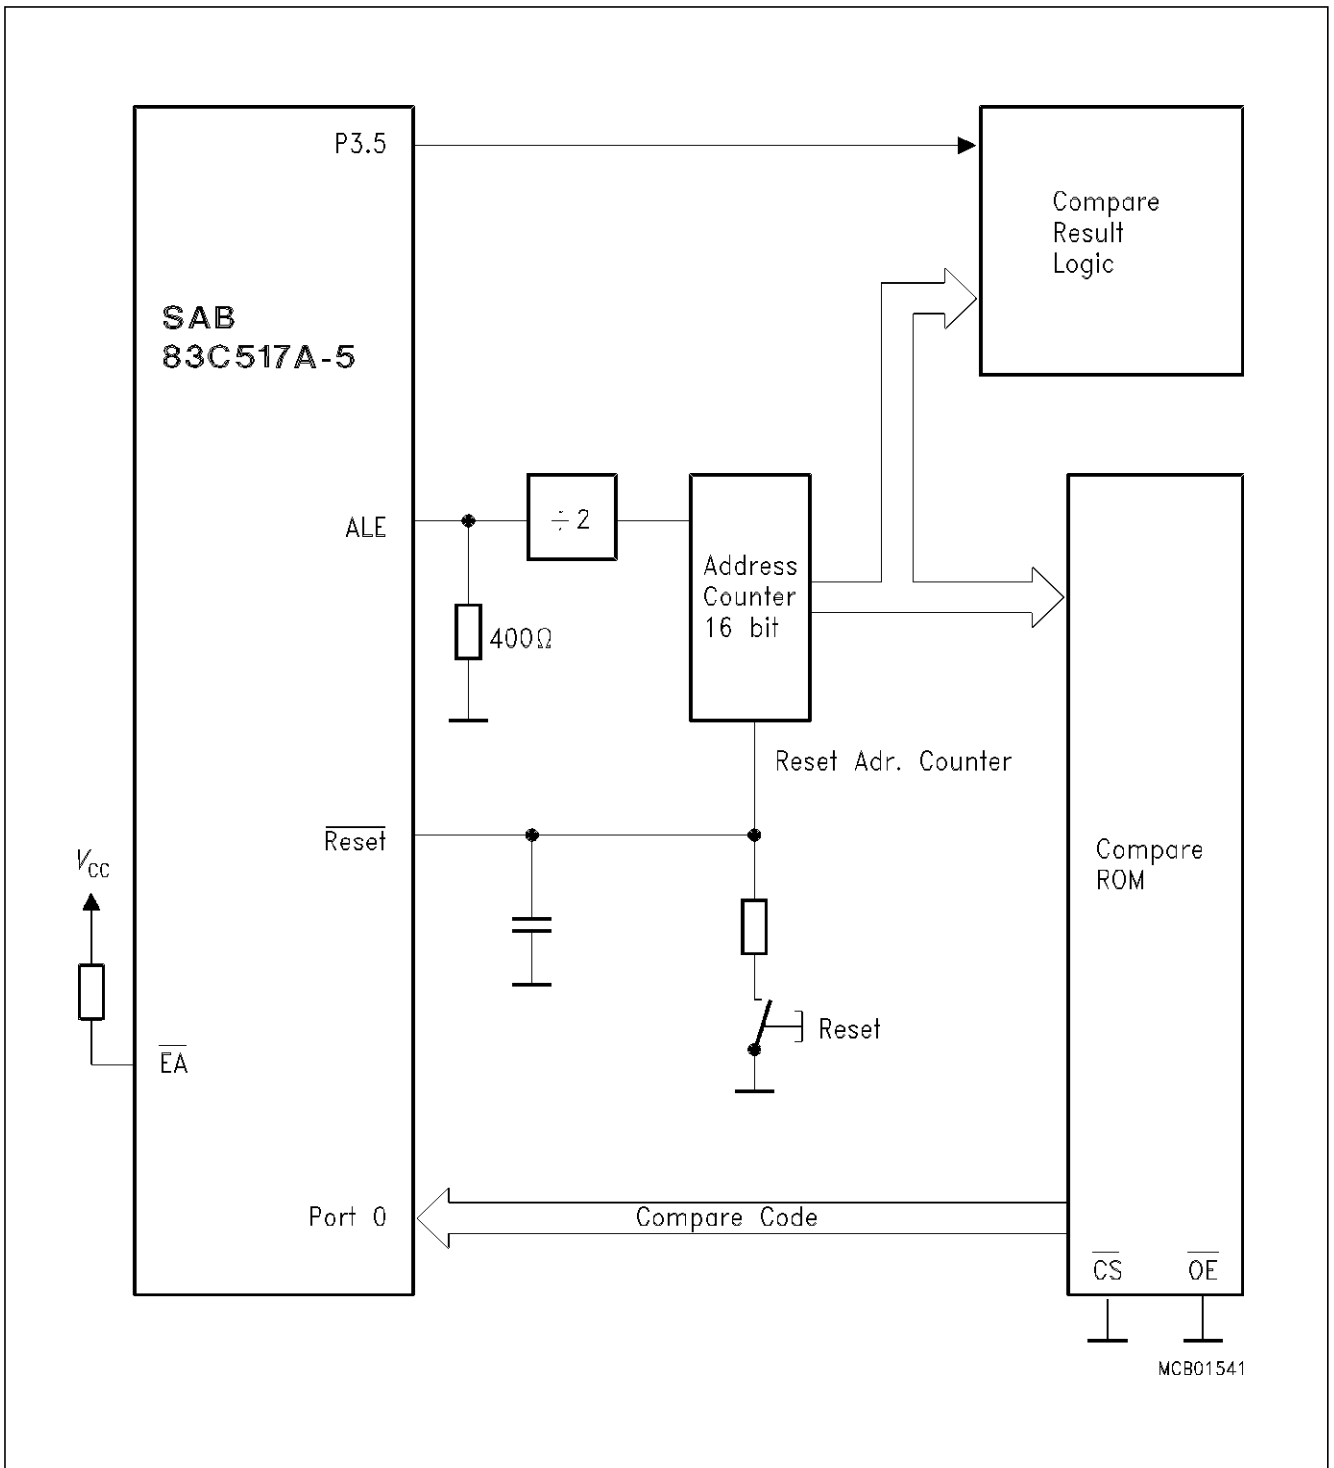 P3.5
Compare
Result
Logic
SAB
83C517A-5
ALE
÷ 2
Address
Counter
16 bit
400Ω
Reset Adr. Counter
Reset
VCC
Compare
ROM
Reset
EA
Port 0
Compare Code
CS
OE
MCB01541